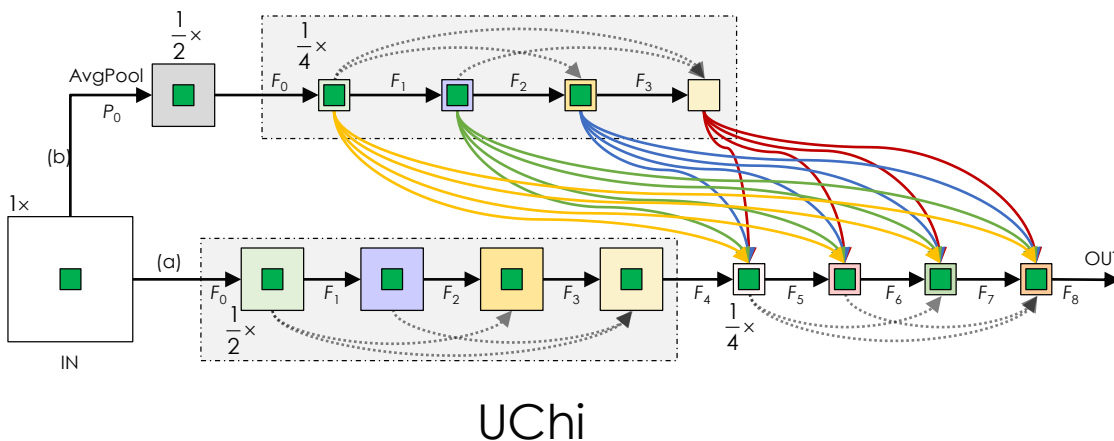 1/2 ×
1/4 ×
AvgPool
P0
F0
F1
F2
F3
(b)
1×
(a)
F0
F1
F2
F3
F4
F5
F6
F7
F8
OUT
1/2 ×
1/4 ×
IN
UChi